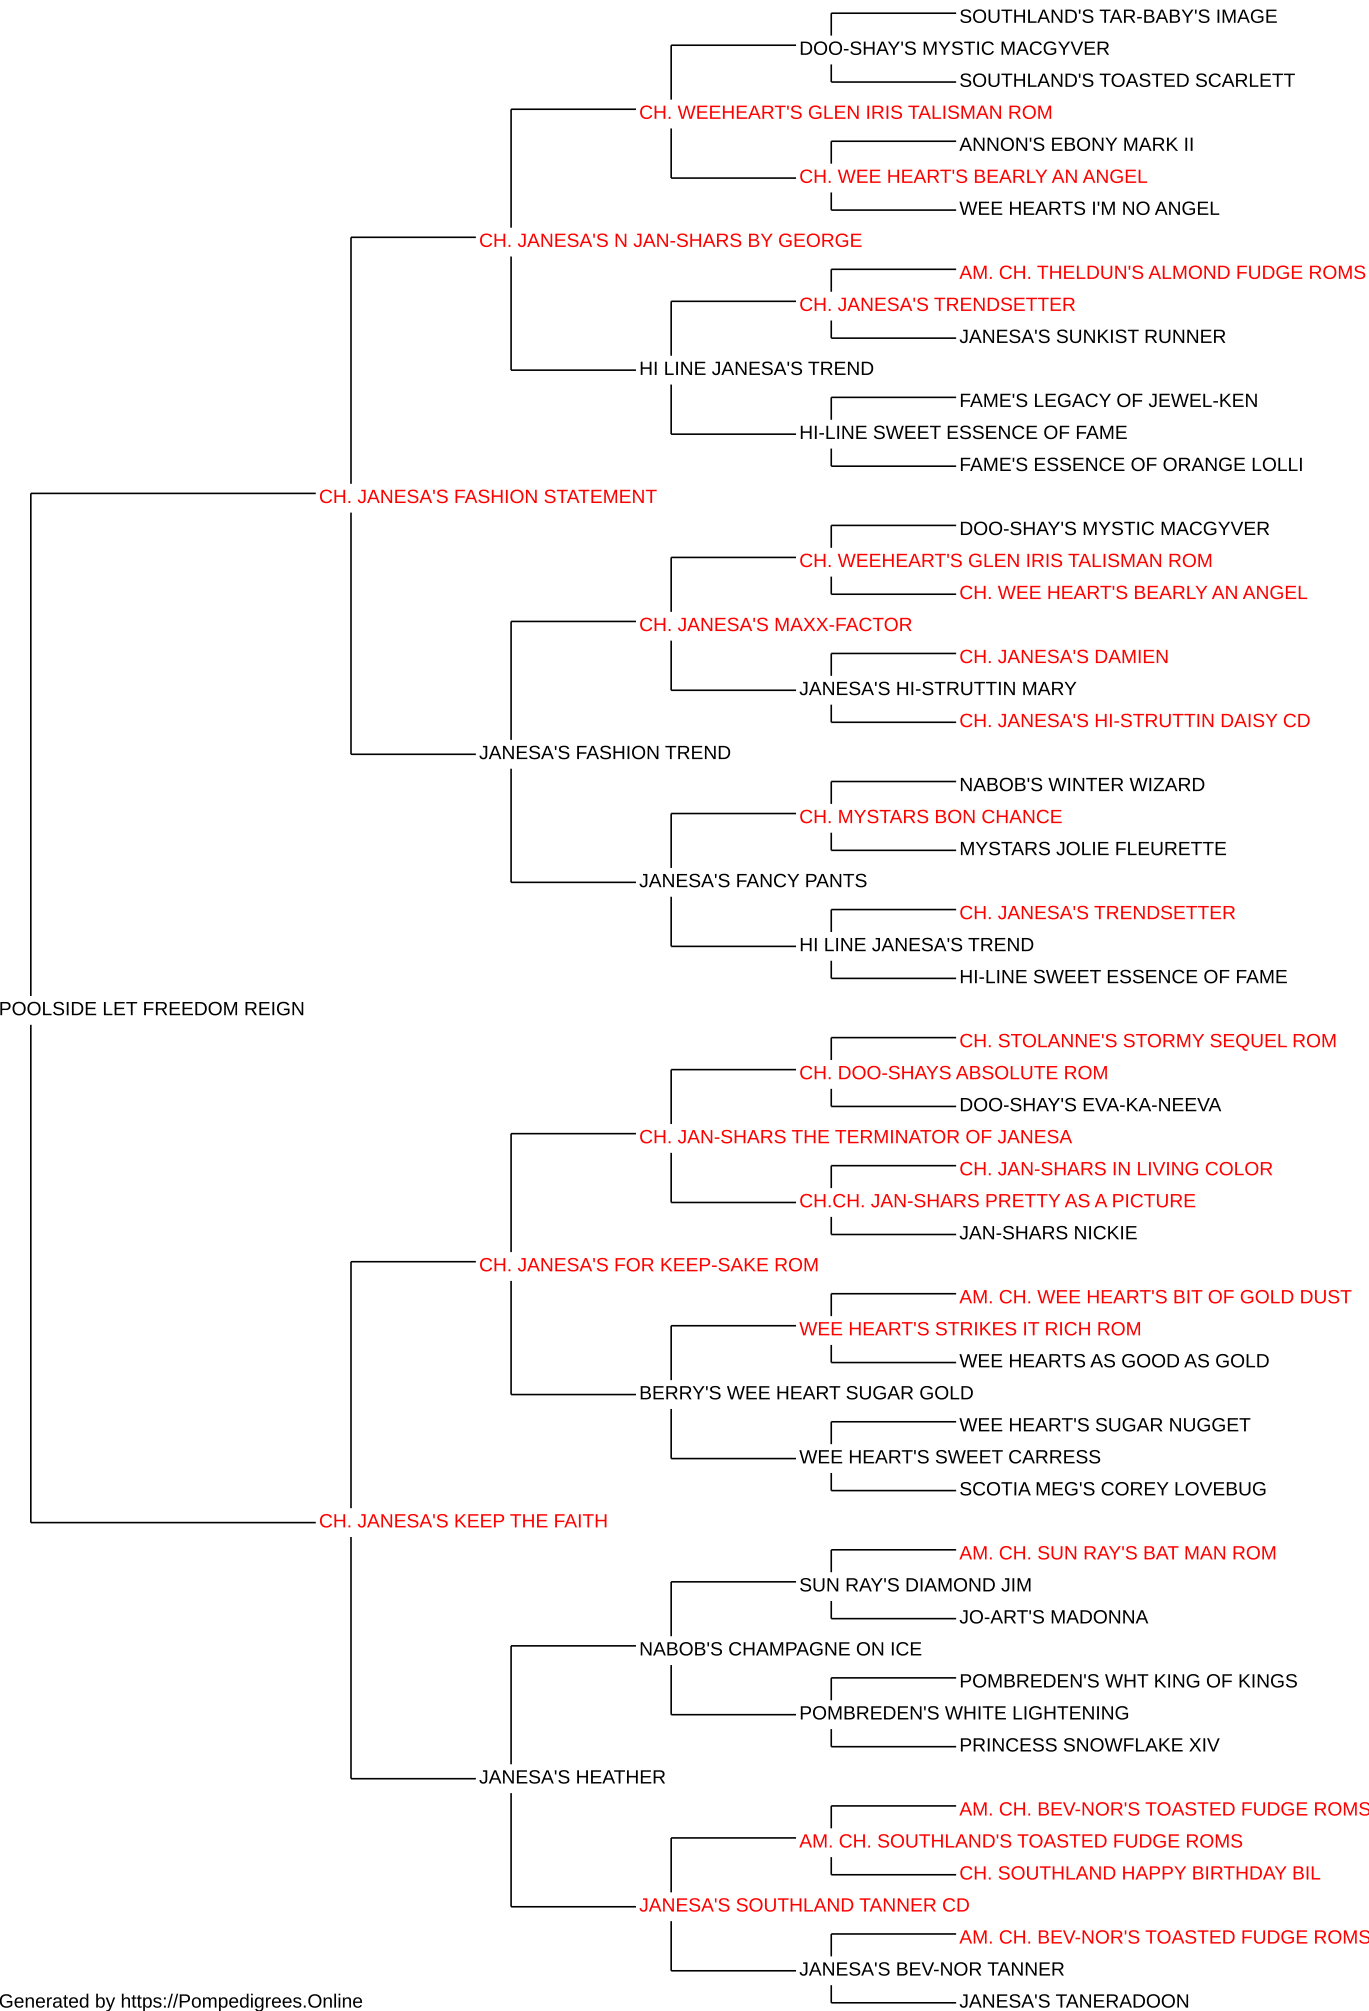 SOUTHLAND'S TAR-BABY'S IMAGE
DOO-SHAY'S MYSTIC MACGYVER
SOUTHLAND'S TOASTED SCARLETT
CH. WEEHEART'S GLEN IRIS TALISMAN ROM
ANNON'S EBONY MARK II
CH. WEE HEART'S BEARLY AN ANGEL
WEE HEARTS I'M NO ANGEL
CH. JANESA'S N JAN-SHARS BY GEORGE
AM. CH. THELDUN'S ALMOND FUDGE ROMS
CH. JANESA'S TRENDSETTER
JANESA'S SUNKIST RUNNER
HI LINE JANESA'S TREND
FAME'S LEGACY OF JEWEL-KEN
HI-LINE SWEET ESSENCE OF FAME
FAME'S ESSENCE OF ORANGE LOLLI
CH. JANESA'S FASHION STATEMENT
DOO-SHAY'S MYSTIC MACGYVER
CH. WEEHEART'S GLEN IRIS TALISMAN ROM
CH. WEE HEART'S BEARLY AN ANGEL
CH. JANESA'S MAXX-FACTOR
CH. JANESA'S DAMIEN
JANESA'S HI-STRUTTIN MARY
CH. JANESA'S HI-STRUTTIN DAISY CD
JANESA'S FASHION TREND
NABOB'S WINTER WIZARD
CH. MYSTARS BON CHANCE
MYSTARS JOLIE FLEURETTE
JANESA'S FANCY PANTS
CH. JANESA'S TRENDSETTER
HI LINE JANESA'S TREND
HI-LINE SWEET ESSENCE OF FAME
POOLSIDE LET FREEDOM REIGN
CH. STOLANNE'S STORMY SEQUEL ROM
CH. DOO-SHAYS ABSOLUTE ROM
DOO-SHAY'S EVA-KA-NEEVA
CH. JAN-SHARS THE TERMINATOR OF JANESA
CH. JAN-SHARS IN LIVING COLOR
CH.CH. JAN-SHARS PRETTY AS A PICTURE
JAN-SHARS NICKIE
CH. JANESA'S FOR KEEP-SAKE ROM
AM. CH. WEE HEART'S BIT OF GOLD DUST
WEE HEART'S STRIKES IT RICH ROM
WEE HEARTS AS GOOD AS GOLD
BERRY'S WEE HEART SUGAR GOLD
WEE HEART'S SUGAR NUGGET
WEE HEART'S SWEET CARRESS
SCOTIA MEG'S COREY LOVEBUG
CH. JANESA'S KEEP THE FAITH
AM. CH. SUN RAY'S BAT MAN ROM
SUN RAY'S DIAMOND JIM
JO-ART'S MADONNA
NABOB'S CHAMPAGNE ON ICE
POMBREDEN'S WHT KING OF KINGS
POMBREDEN'S WHITE LIGHTENING
PRINCESS SNOWFLAKE XIV
JANESA'S HEATHER
AM. CH. BEV-NOR'S TOASTED FUDGE ROMS
AM. CH. SOUTHLAND'S TOASTED FUDGE ROMS
CH. SOUTHLAND HAPPY BIRTHDAY BIL
JANESA'S SOUTHLAND TANNER CD
AM. CH. BEV-NOR'S TOASTED FUDGE ROMS
JANESA'S BEV-NOR TANNER
JANESA'S TANERADOON
Generated by https://Pompedigrees.Online